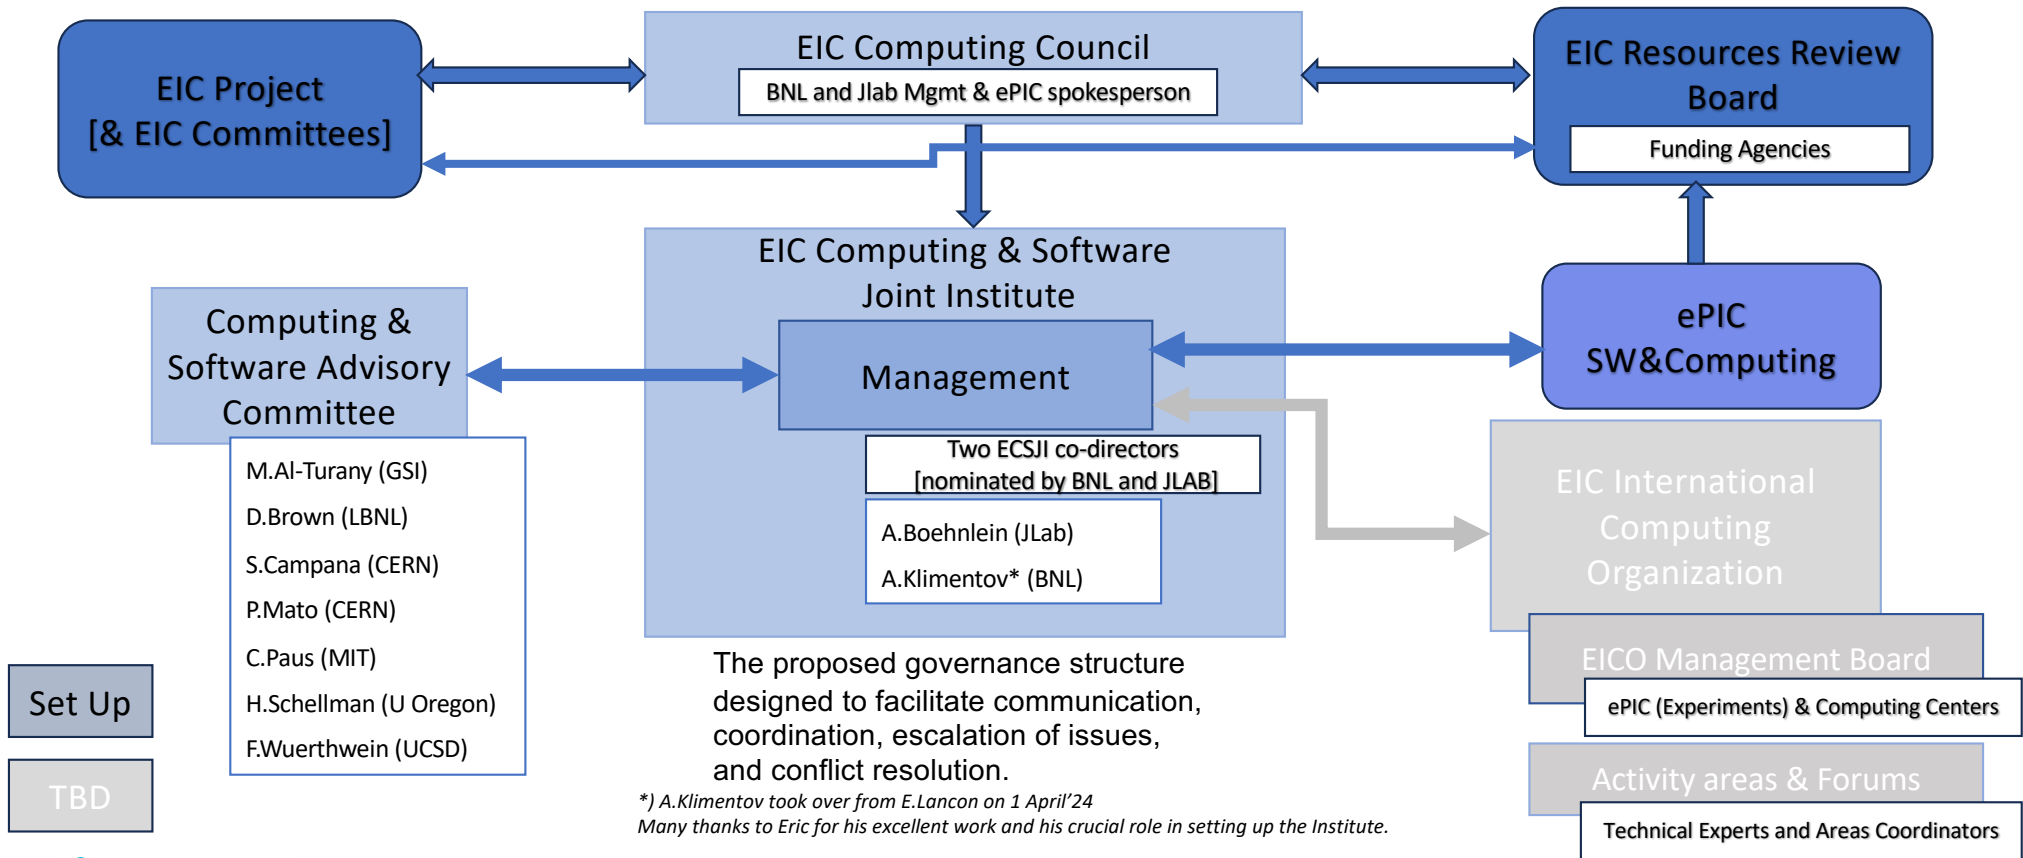 EIC Project
[& EIC Committees]
EIC Computing Council
BNL and Jlab Mgmt & ePIC spokesperson
EIC Resources Review
Board
Funding Agencies
EIC Computing & Software
Joint Institute
Management
Two ECSJI co-directors
[nominated by BNL and JLAB]
A.Boehnlein (JLab)
A.Klimentov* (BNL)
Computing &
Software Advisory
Committee
M.Al-Turany (GSI)
D.Brown (LBNL)
S.Campana (CERN)
P.Mato (CERN)
C.Paus (MIT)
H.Schellman (U Oregon)
F.Wuerthwein (UCSD)
ePIC
SW&Computing
EIC International
Computing
Organization
EICO Management Board
ePIC (Experiments) & Computing Centers
Activity areas & Forums
Technical Experts and Areas Coordinators
Set Up
TBD
The proposed governance structure
designed to facilitate communication,
coordination, escalation of issues,
and conflict resolution.
*) A.Klimentov took over from E.Lancon on 1 April’24
Many thanks to Eric for his excellent work and his crucial role in setting up the Institute.